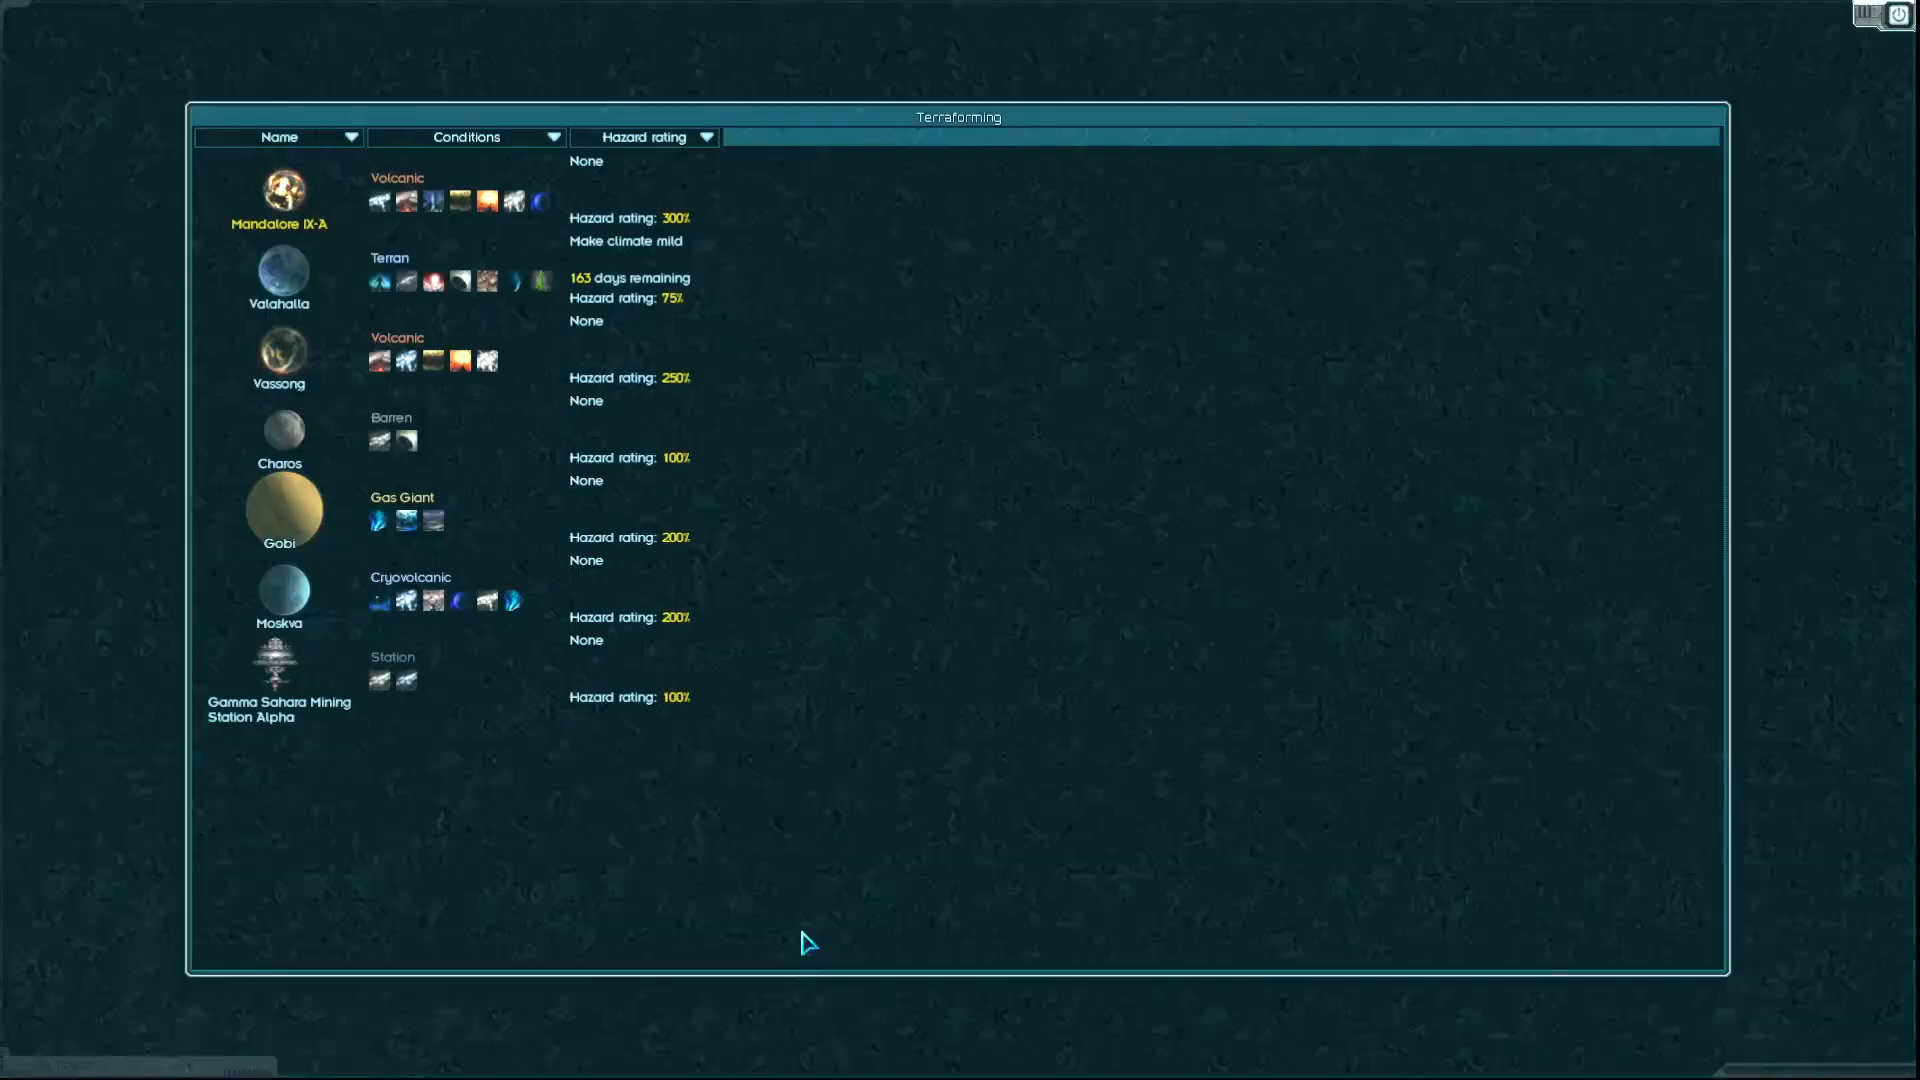 Terraforming
Name
Conditions
Hazard rating
None
Volcanic
Hazard rating: 300%
Mandalore IX-A
Make climate mild
Terran
163 days remaining
Hazard rating: 75%
Valahalla
None
Volcanic
Hazard rating: 250%
Vassong
None
Barren
Hazard rating: 100%
Charos
None
Gas Giant
Hazard rating: 200%
Gobi
None
Cryovolcanic
Hazard rating: 200%
Moskva
None
Station
Hazard rating: 100%
Gamma Sahara Mining
Station Alpha